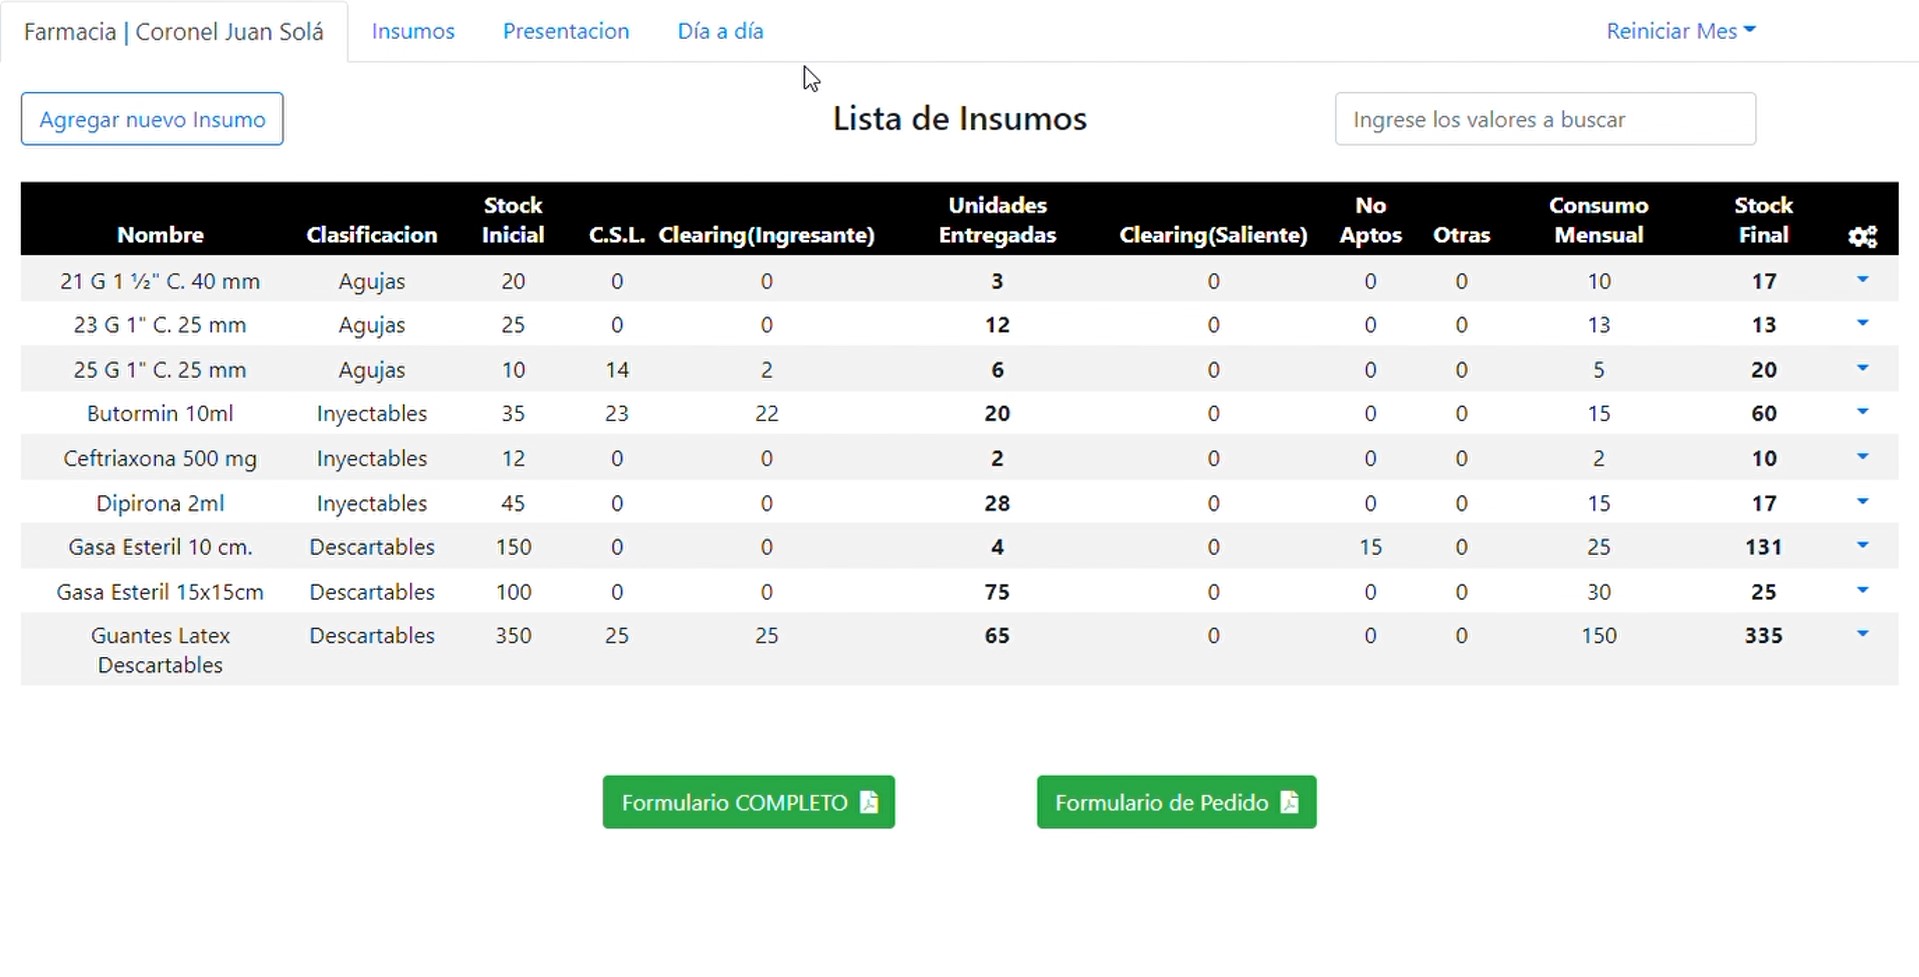 Farmacia | Coronel Juan Solá Insumos Presentacion Día a día Reiniciar Mes
Agregar nuevo Insumo Lista de Insumos Ingrese los valores a buscar
Nombre Clasificacion Stock Inicial C.S.L. Clearing(Ingresante) Unidades Entregadas Clearing(Saliente) No Aptos Otras Consumo Mensual Stock Final
21 G 1 ½" C. 40 mm Agujas 20 0 0 3 0 0 0 10 17
23 G 1" C. 25 mm Agujas 25 0 0 12 0 0 0 13 13
25 G 1" C. 25 mm Agujas 10 14 2 6 0 0 0 5 20
Butormin 10ml Inyectables 35 23 22 20 0 0 0 15 60
Ceftriaxona 500 mg Inyectables 12 0 0 2 0 0 0 2 10
Dipirona 2ml Inyectables 45 0 0 28 0 0 0 15 17
Gasa Esteril 10 cm. Descartables 150 0 0 4 0 15 0 25 131
Gasa Esteril 15x15cm Descartables 100 0 0 75 0 0 0 30 25
Guantes Latex Descartables Descartables 350 25 25 65 0 0 0 150 335
Formulario COMPLETO Formulario de Pedido